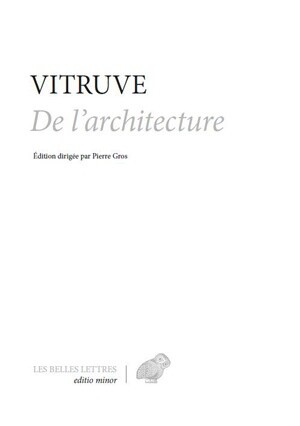 VITRUVE
De l'architecture
Édition dirigée par Pierre Gros
LES BELLES LETTRES
editio minor